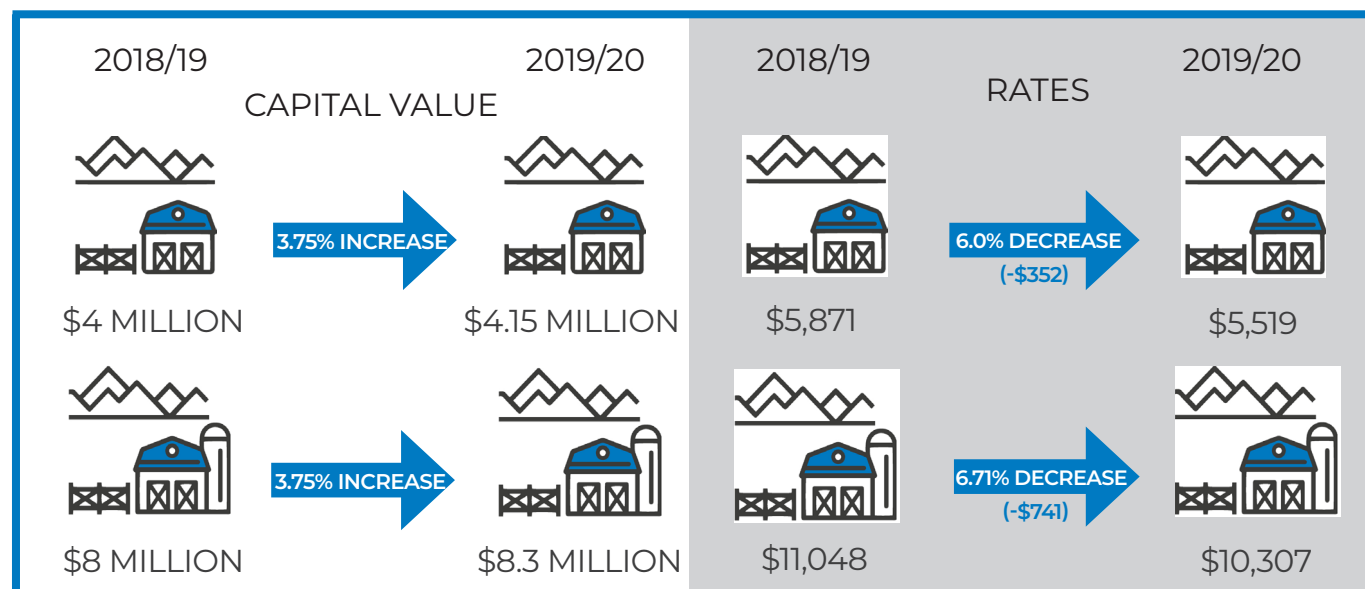 2018/19
2019/20
CAPITAL VALUE
2018/19
2019/20
RATES
3.75% INCREASE
$4 MILLION
$4.15 MILLION
6.0% DECREASE
(-$352)
$5,871
$5,519
3.75% INCREASE
$8 MILLION
$8.3 MILLION
6.71% DECREASE
(-$741)
$11,048
$10,307